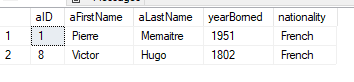 aID aFirstName aLastName yearBorned nationality
1 1 Pierre Memaitre 1951 French
2 8 Victor Hugo 1802 French